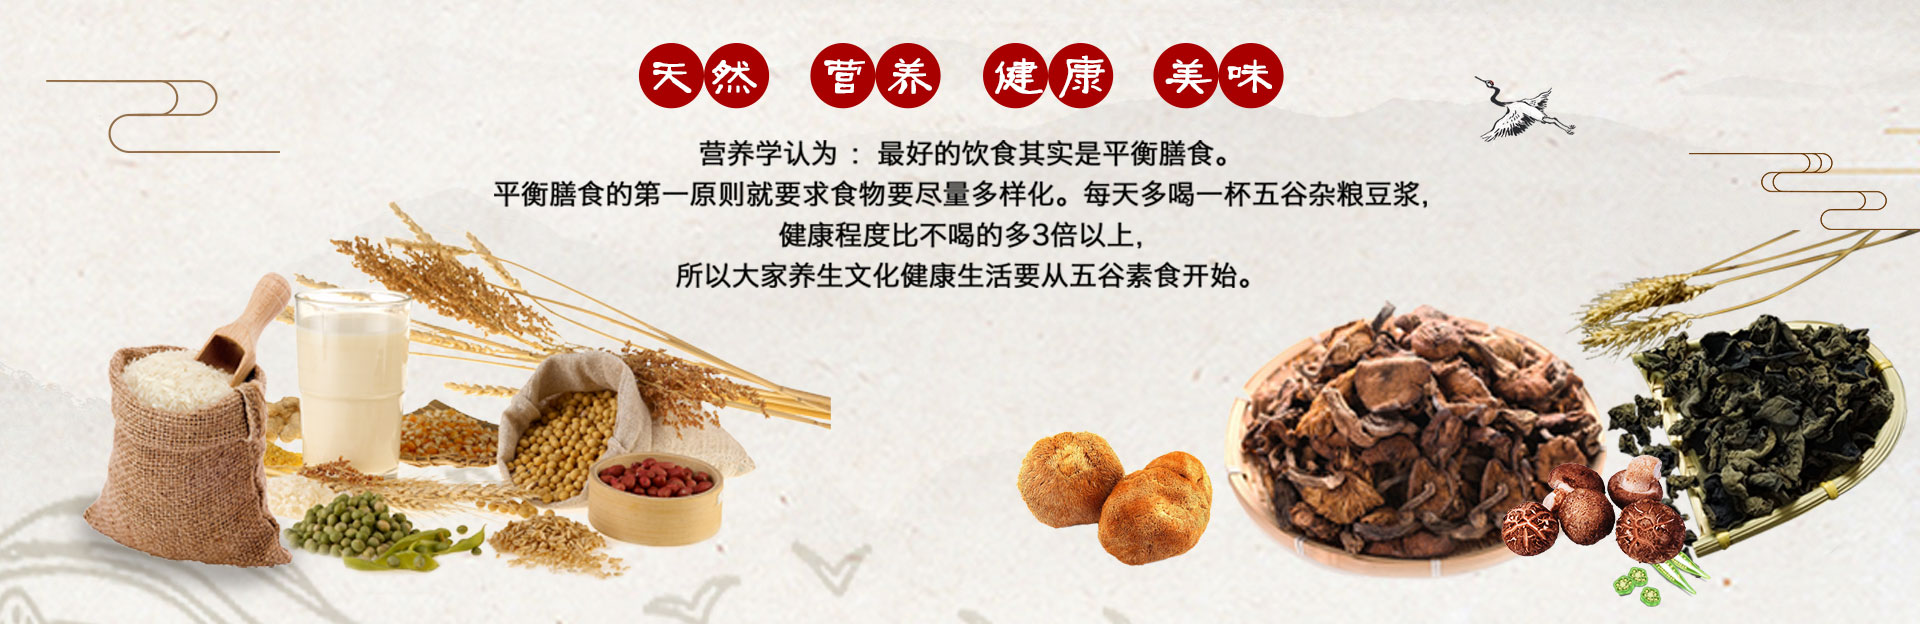 天然 营养 健康 美味
营养学认为：最好的饮食其实是平衡膳食。
平衡膳食的第一原则就要求食物要尽量多样化。每天多喝一杯五谷杂粮豆浆,
健康程度比不喝的多3倍以上,
所以大家养生文化健康生活要从五谷素食开始。